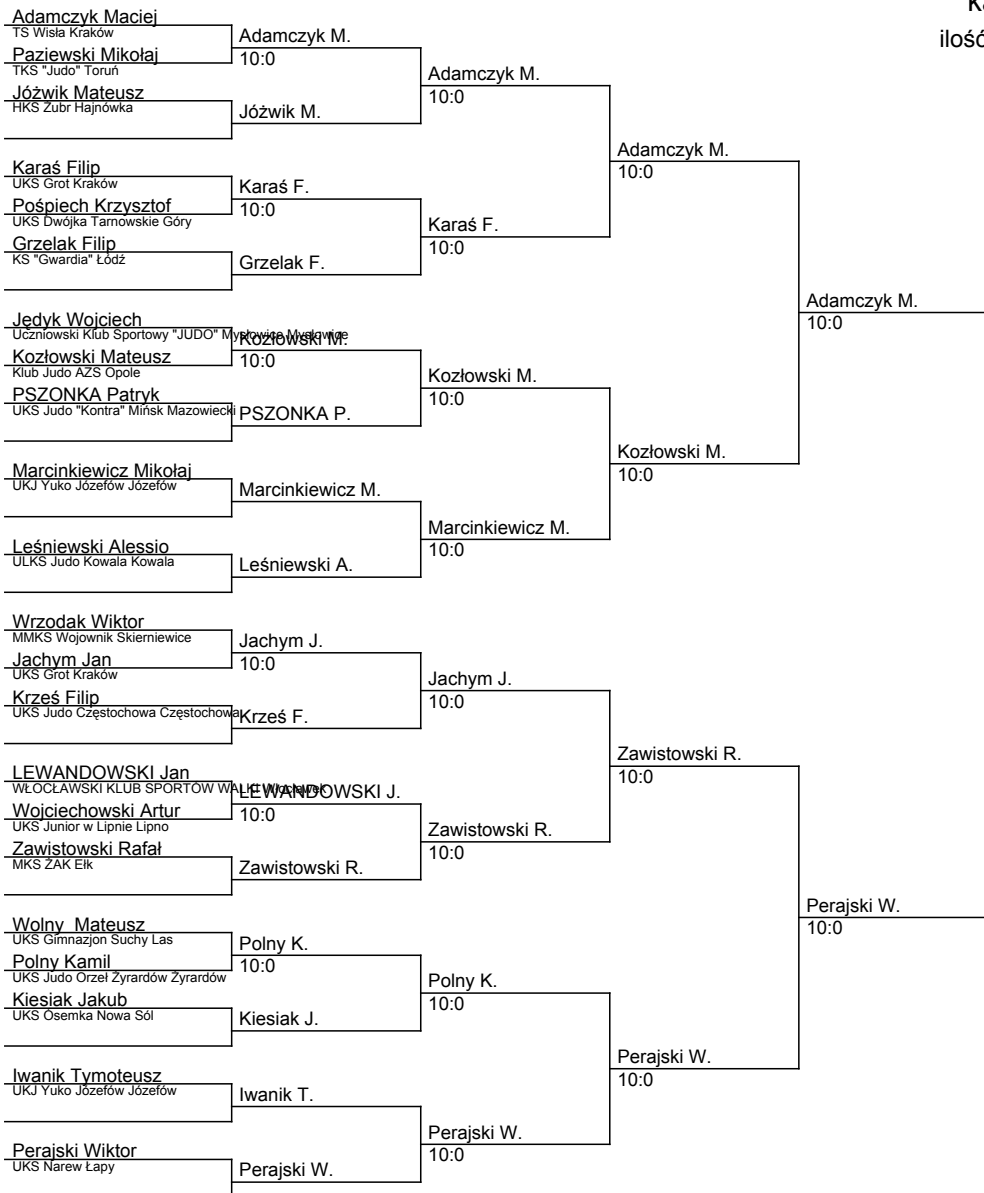 Adamczyk Maciej
TS Wisła Kraków
Paziewski Mikołaj
TKS "Judo" Toruń
Jóźwik Mateusz
HKS Żubr Hajnówka
Karaś Filip
UKS Grot Kraków
Pośpiech Krzysztof
UKS Dwójka Tarnowskie Góry
Grzelak Filip
KS "Gwardia" Łódź
Jędyk Wojciech
Uczniowski Klub Sportowy "JUDO" Mysłowice Mysłowice
Kozłowski Mateusz
Klub Judo AZS Opole
PSZONKA Patryk
UKS Judo "Kontra" Mińsk Mazowiecki
Marcinkiewicz Mikołaj
UKJ Yuko Józefów Józefów
Leśniewski Alessio
ULKS Judo Kowala Kowala
Wrzodak Wiktor
MMKS Wojownik Skierniewice
Jachym Jan
UKS Grot Kraków
Krześ Filip
UKS Judo Częstochowa Częstochowa
LEWANDOWSKI Jan
WŁOCŁAWSKI KLUB SPORTÓW WALKI Włocławek
Wojciechowski Artur
UKS Junior w Lipnie Lipno
Zawistowski Rafał
MKS ŻAK Ełk
Wolny Mateusz
UKS Gimnazjon Suchy Las
Polny Kamil
UKS Judo Orzeł Żyrardów Żyrardów
Kiesiak Jakub
UKS Ósemka Nowa Sól
Iwanik Tymoteusz
UKJ Yuko Józefów Józefów
Perajski Wiktor
UKS Narew Łapy
Adamczyk M.
10:0
Jóźwik M.
Karaś F.
10:0
Grzelak F.
Kozłowski M.
10:0
PSZONKA P.
Marcinkiewicz M.
Leśniewski A.
Jachym J.
10:0
Krześ F.
LEWANDOWSKI J.
10:0
Zawistowski R.
Polny K.
10:0
Kiesiak J.
Iwanik T.
Perajski W.
Adamczyk M.
10:0
Karaś F.
10:0
Kozłowski M.
10:0
Marcinkiewicz M.
10:0
Jachym J.
10:0
Zawistowski R.
10:0
Polny K.
10:0
Perajski W.
10:0
Adamczyk M.
10:0
Kozłowski M.
10:0
Zawistowski R.
10:0
Perajski W.
10:0
Adamczyk M.
10:0
Perajski W.
10:0
ilość